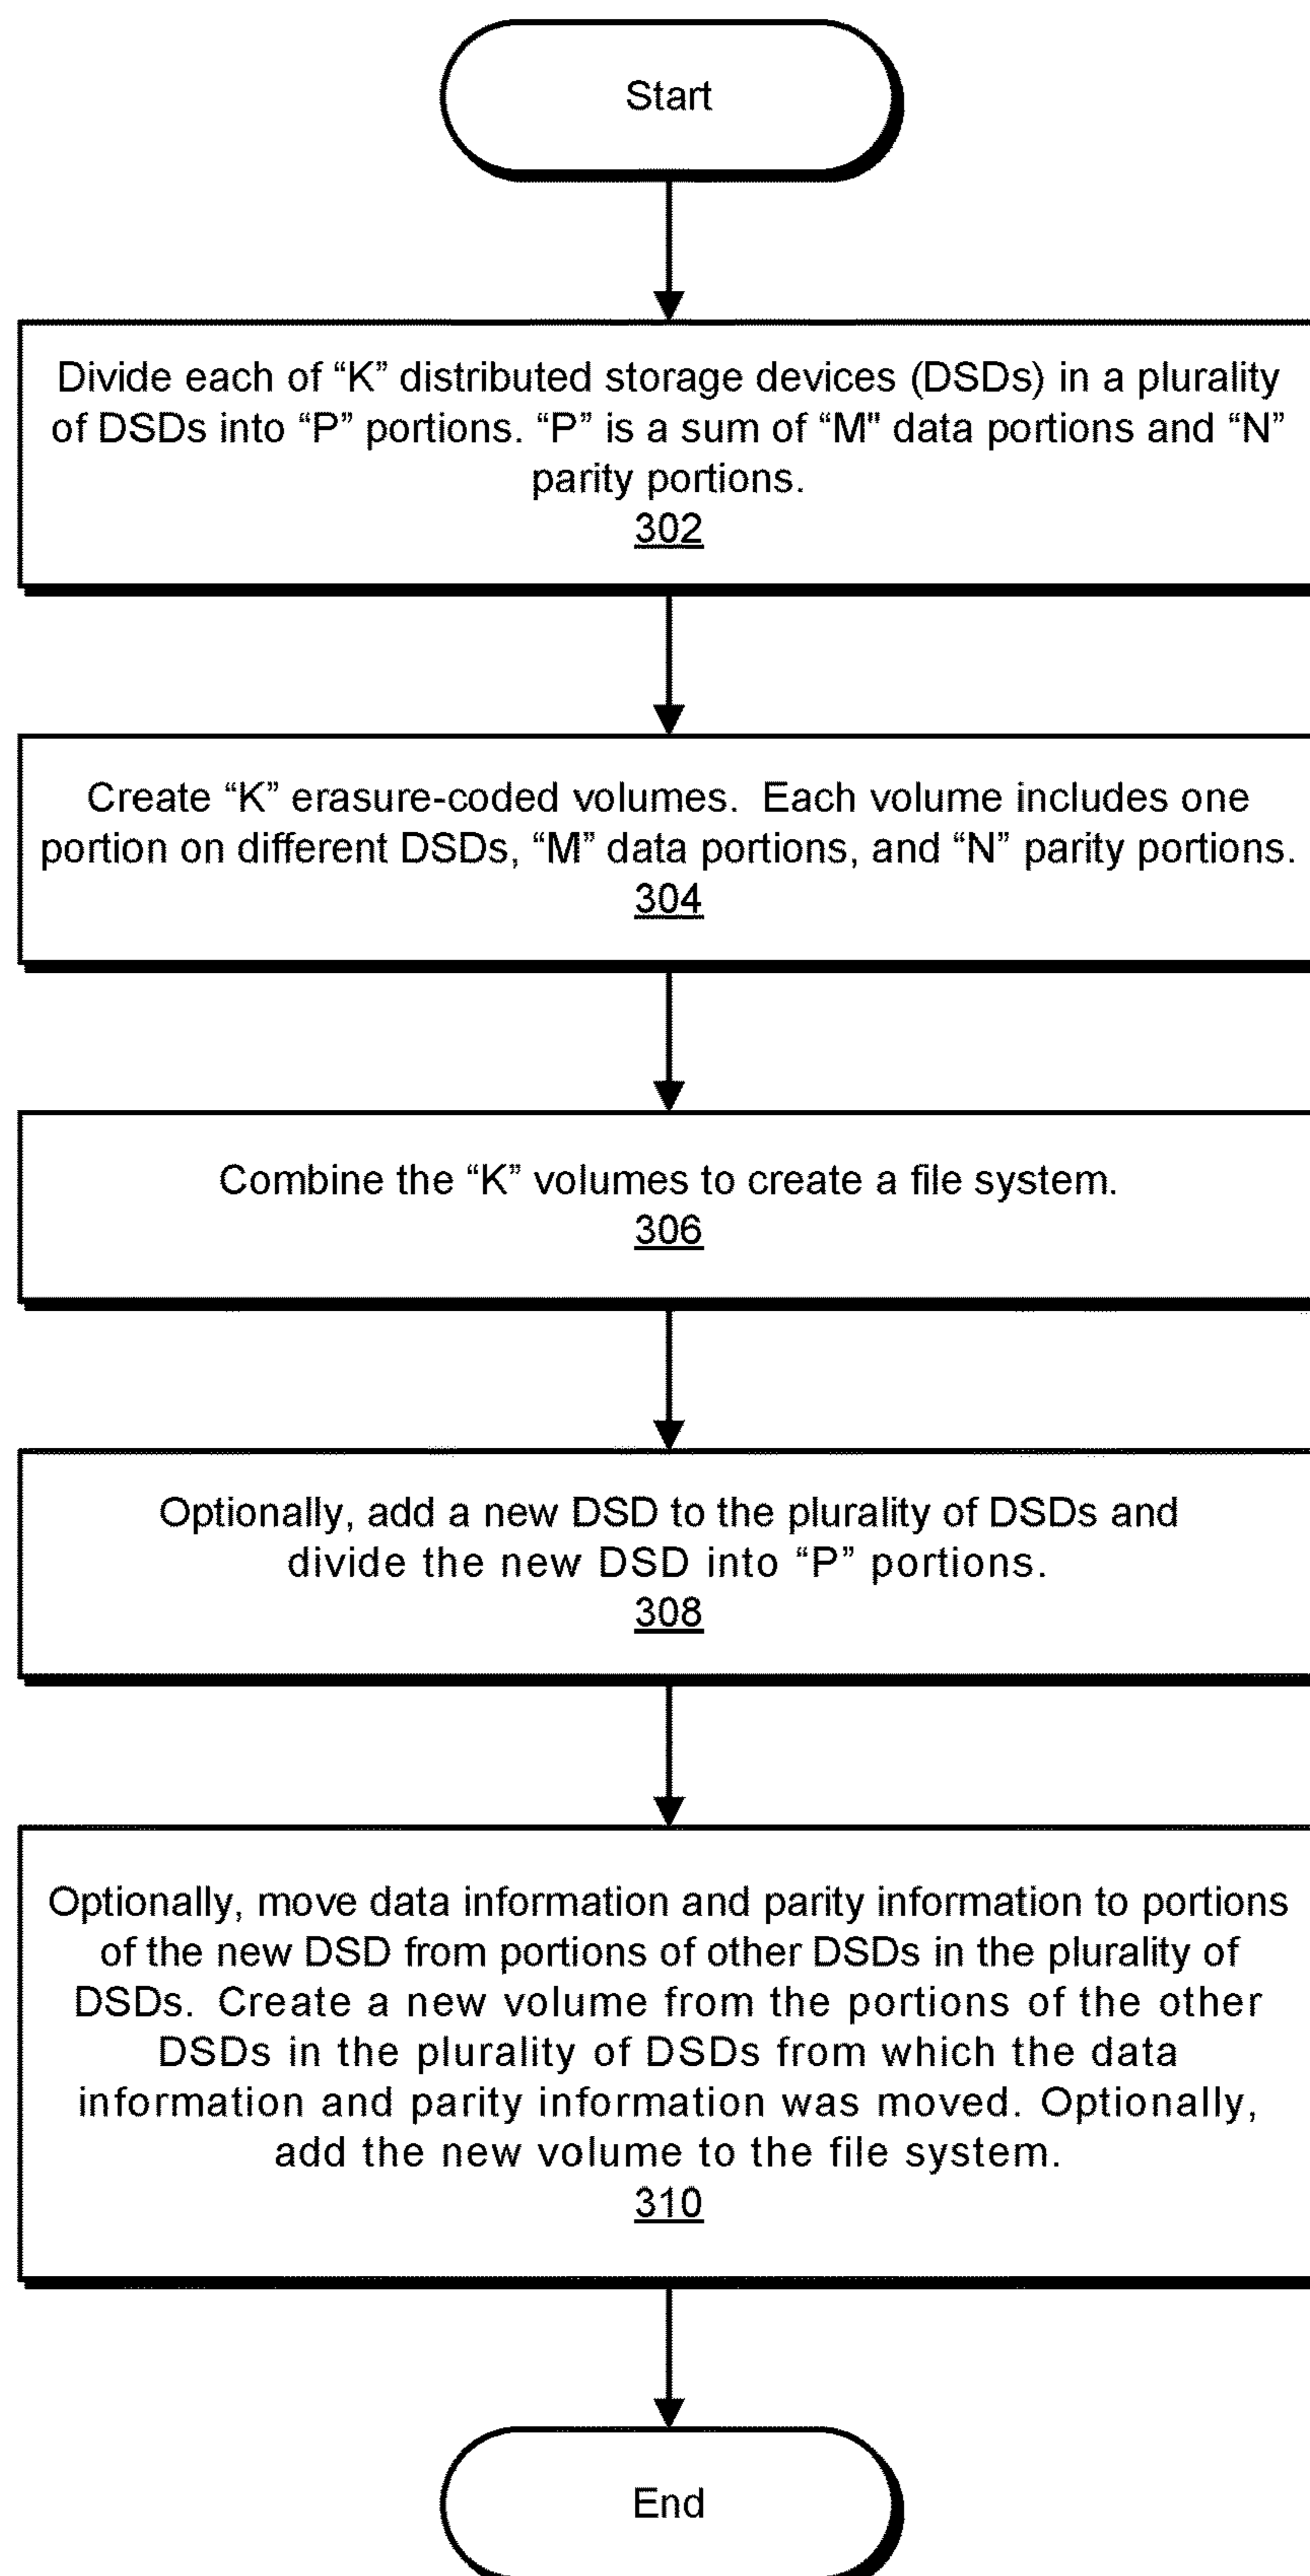 Start
Divide each of “K” distributed storage devices (DSDs) in a plurality
of DSDs into “P” portions. “P” is a sum of “M" data portions and “N”
parity portions.
302
Create “K” erasure-coded volumes.  Each volume includes one
portion on different DSDs, “M” data portions, and “N” parity portions.
304
Combine the “K” volumes to create a file system.
306
Optionally, add a new DSD to the plurality of DSDs and
divide the new DSD into “P” portions.
308
Optionally, move data information and parity information to portions
of the new DSD from portions of other DSDs in the plurality of
DSDs.  Create a new volume from the portions of the other
DSDs in the plurality of DSDs from which the data
information and parity information was moved. Optionally,
add the new volume to the file system.
310
End